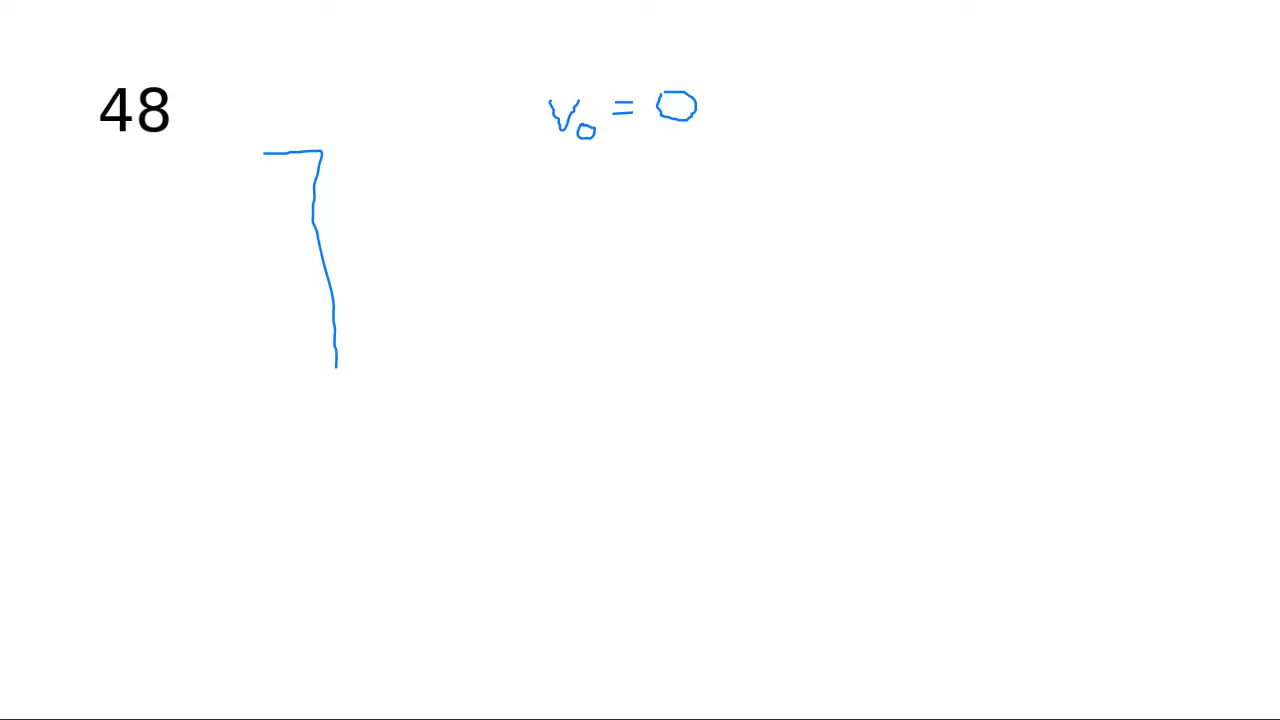 48
v₀ = 0